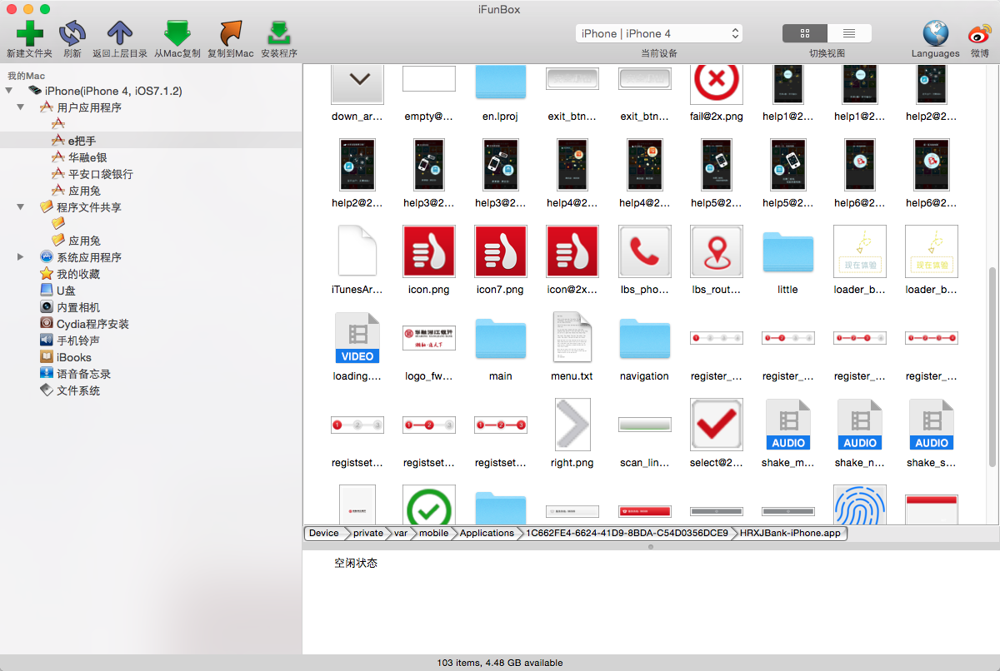 iFunBox
新建文件夹
刷新
返回上层目录
从Mac复制
复制到Mac
安装程序
iPhone | iPhone 4
当前设备
切换视图
Languages
微博
我的Mac
iPhone(iPhone 4, iOS7.1.2)
用户应用程序
e把手
华融e银
平安口袋银行
应用兔
程序文件共享
应用兔
系统应用程序
我的收藏
U盘
内置相机
Cydia程序安装
手机铃声
iBooks
语音备忘录
文件系统
down_ar... empty@... en.lproj exit_btn... exit_btn... fail@2x.png help1@2... help1@2... help2@2...
help2@2... help3@2... help3@2... help4@2... help4@2... help5@2... help5@2... help6@2... help6@2...
现在体验 现在体验
iTunesAr... icon.png icon7.png icon@2x... lbs_pho... lbs_rout... little loader_b... loader_b...
VIDEO 华融湘江银行
loading.... logo_fw... main menu.txt navigation register_... register_... register_... register_...
AUDIO AUDIO AUDIO
registset... registset... registset... right.png scan_lin... select@2... shake_m... shake_n... shake_s...
Device private var mobile Applications 1C662FE4-6624-41D9-8BDA-C54D0356DCE9 HRXJBank-iPhone.app
空闲状态
103 items, 4.48 GB available